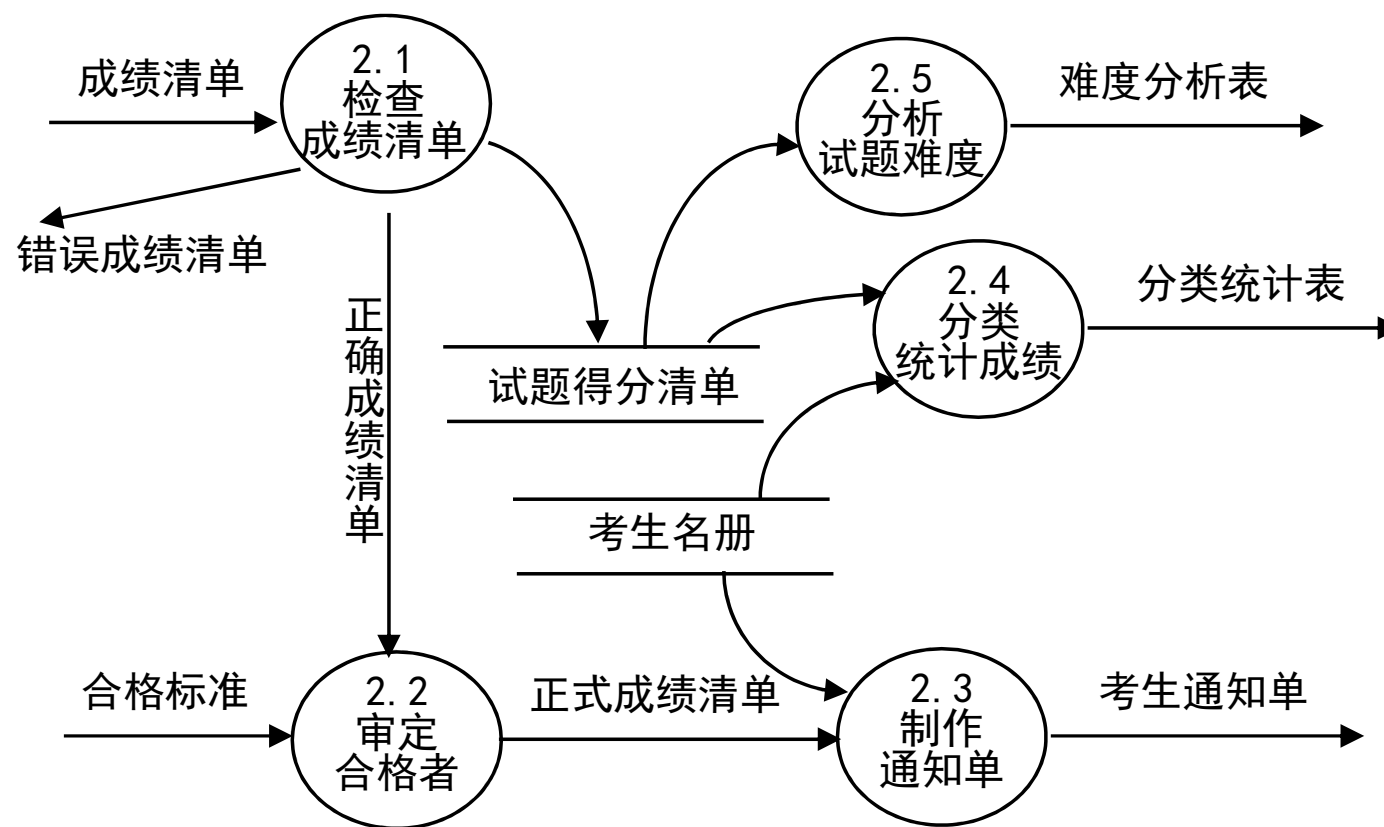 成绩清单
2.1
检查
成绩清单
错误成绩清单
2.5
分析
试题难度
难度分析表
2.4
分类
统计成绩
分类统计表
正确成绩清单
试题得分清单
考生名册
合格标准
2.2
审定
合格者
正式成绩清单
2.3
制作
通知单
考生通知单